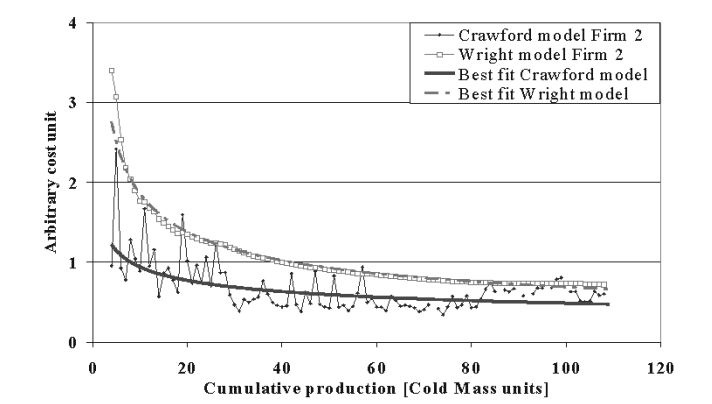 4
Crawford model Firm 2
Wright model Firm 2
Best fit Crawford model
Best fit Wright model
3
Arbitrary cost unit
2
1
0
0 20 40 60 80 100 120
Cumulative production [Cold Mass units]